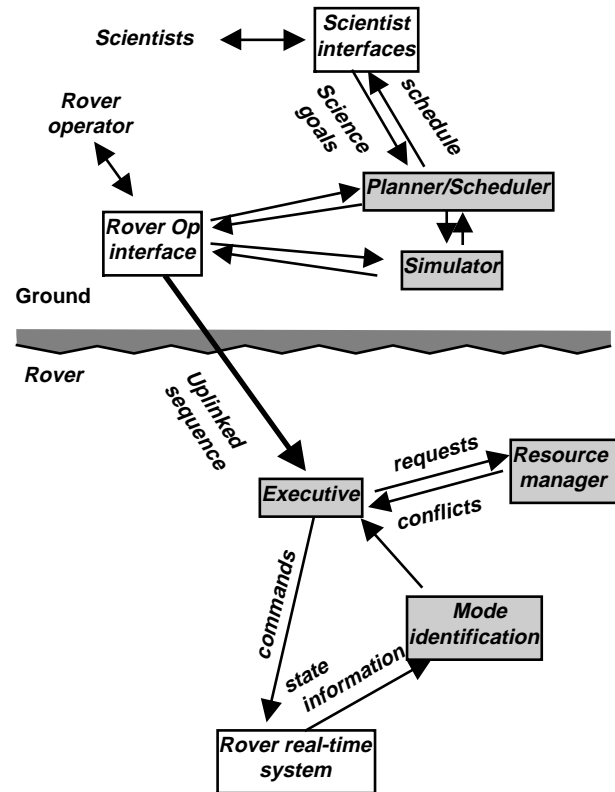 Scientists
Scientist
interfaces
Rover
operator
Science
goals
schedule
Planner/Scheduler
Rover Op
interface
Simulator
Ground
Rover
Uplinked
sequence
requests
Resource
manager
Executive
conflicts
commands
Mode
identification
state
information
Rover real-time
system